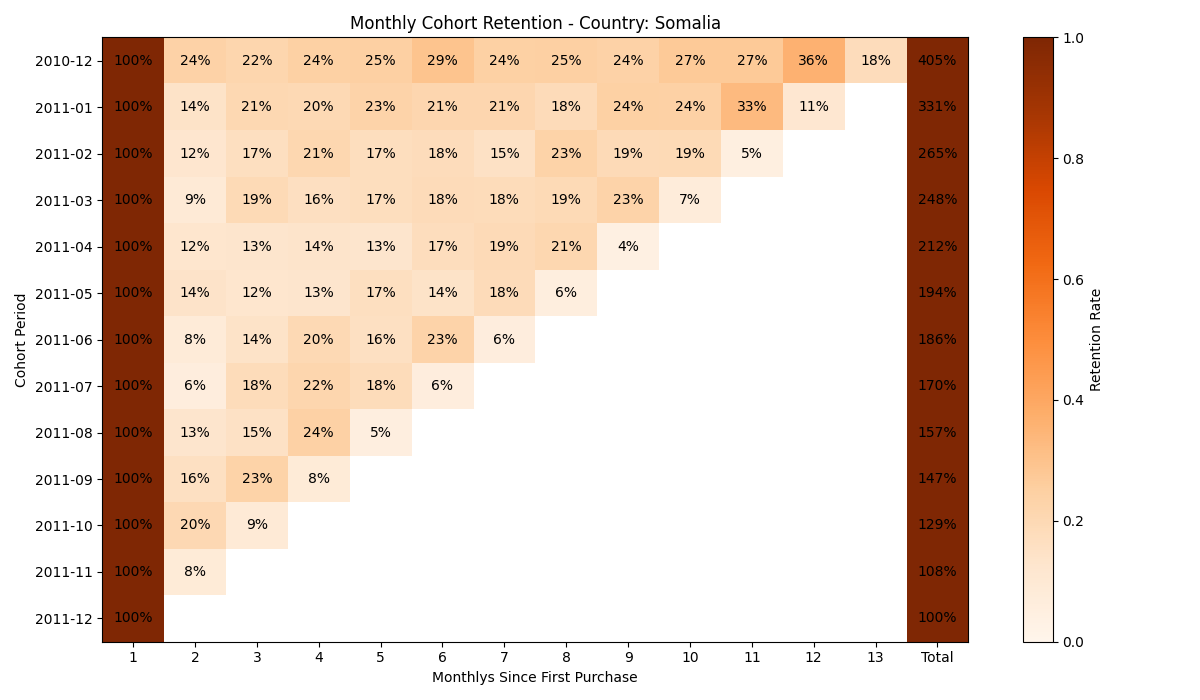 Monthly Cohort Retention - Country: Somalia
2010-12 100% 24% 22% 24% 25% 29% 24% 25% 24% 27% 27% 36% 18% 405%
2011-01 100% 14% 21% 20% 23% 21% 21% 18% 24% 24% 33% 11% 331%
2011-02 100% 12% 17% 21% 17% 18% 15% 23% 19% 19% 5% 265%
2011-03 100% 9% 19% 16% 17% 18% 18% 19% 23% 7% 248%
2011-04 100% 12% 13% 14% 13% 17% 19% 21% 4% 212%
2011-05 100% 14% 12% 13% 17% 14% 18% 6% 194%
2011-06 100% 8% 14% 20% 16% 23% 6% 186%
2011-07 100% 6% 18% 22% 18% 6% 170%
2011-08 100% 13% 15% 24% 5% 157%
2011-09 100% 16% 23% 8% 147%
2011-10 100% 20% 9% 129%
2011-11 100% 8% 108%
2011-12 100% 100%
1 2 3 4 5 6 7 8 9 10 11 12 13 Total
Monthlys Since First Purchase
Cohort Period
1.0
0.8
0.6
0.4
0.2
0.0
Retention Rate